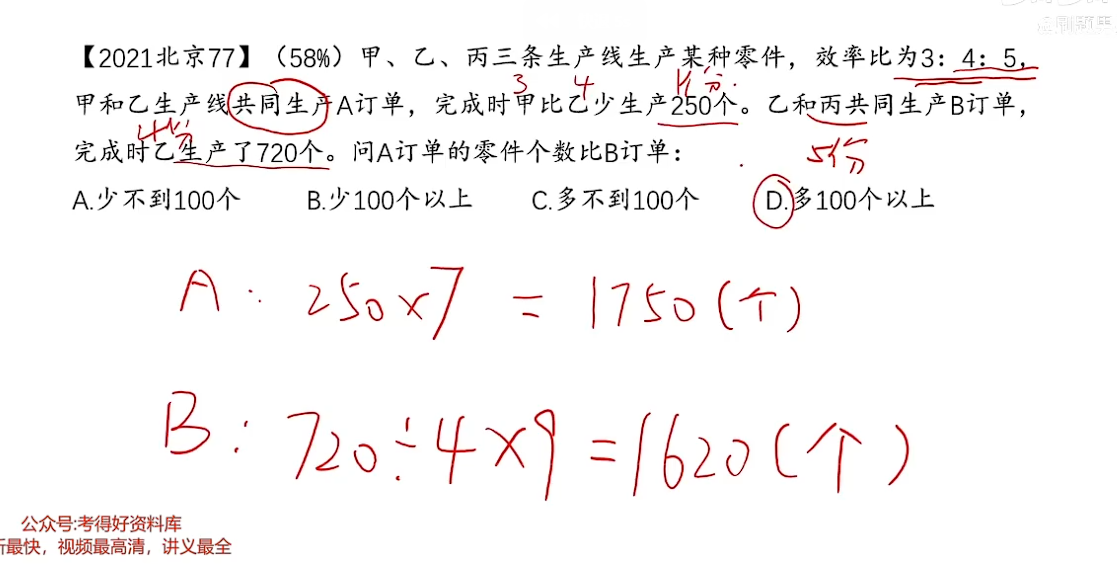 【2021北京77】（58%）甲、乙、丙三条生产线生产某种零件，效率比为3：4：5，
3 4 1份
甲和乙生产线共同生产A订单，完成时甲比乙少生产250个。乙和丙共同生产B订单，
4份
完成时乙生产了720个。问A订单的零件个数比B订单：
5份
A.少不到100个 B.少100个以上 C.多不到100个 D.多100个以上
A： 250×7 = 1750(个)
B： 720÷4×9=1620(个)
公众号:考得好资料库
新最快，视频最高清，讲义最全